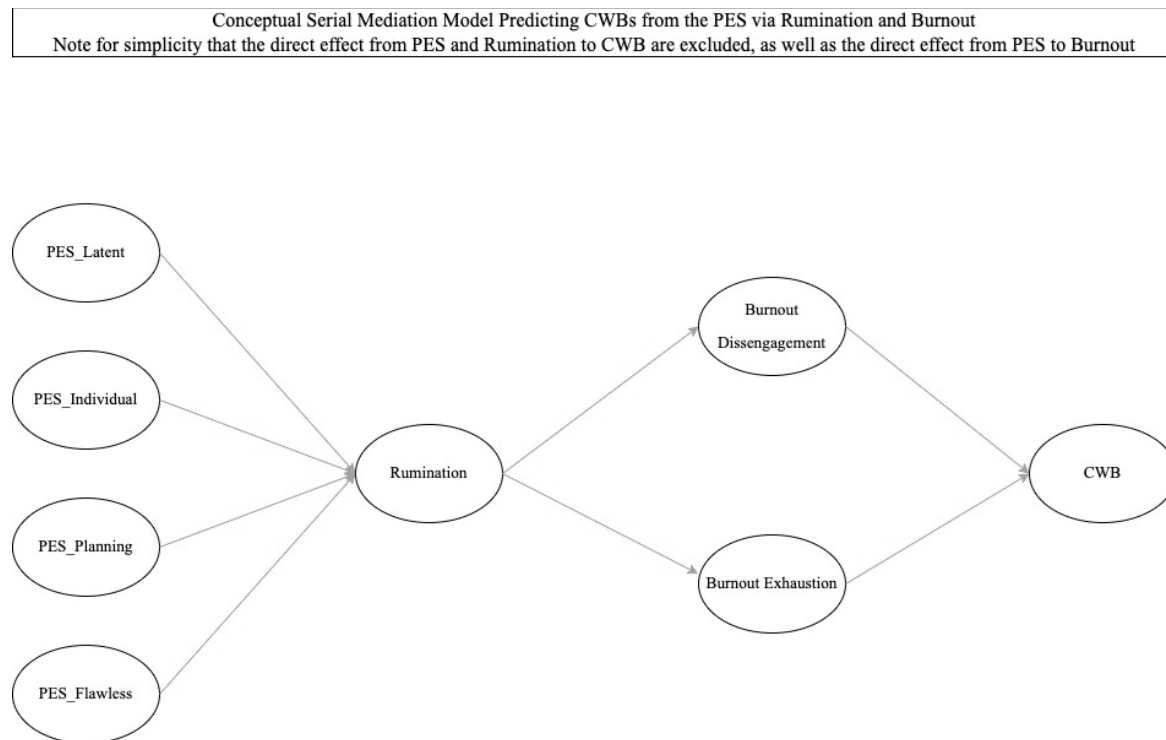 Conceptual Serial Mediation Model Predicting CWBs from the PES via Rumination and Burnout
Note for simplicity that the direct effect from PES and Rumination to CWB are excluded, as well as the direct effect from PES to Burnout
PES_Latent
PES_Individual
PES_Planning
PES_Flawless
Rumination
Burnout
Dissengagement
Burnout Exhaustion
CWB